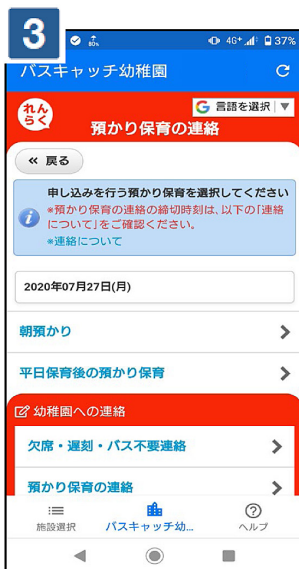 3
80%
4G+ 37%
バスキャッチ幼稚園
れんらく
G 言語を選択 ▼
預かり保育の連絡
≪ 戻る
申し込みを行う預かり保育を選択してください
※預かり保育の連絡の締切時刻は、以下の「連絡
について」をご確認ください。
※連絡について
2020年07月27日(月)
朝預かり
平日保育後の預かり保育
幼稚園への連絡
欠席・遅刻・バス不要連絡
預かり保育の連絡
施設選択
バスキャッチ幼...
ヘルプ